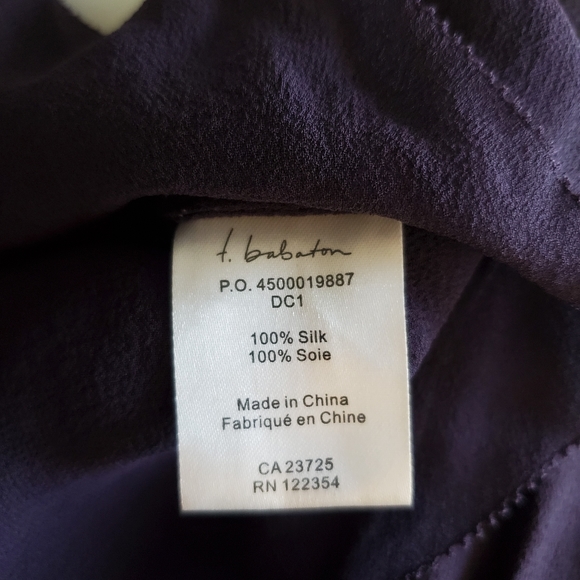 t. babaton
P.O. 4500019887
DC1
100% Silk
100% Soie
Made in China
Fabriqué en Chine
CA 23725
RN 122354